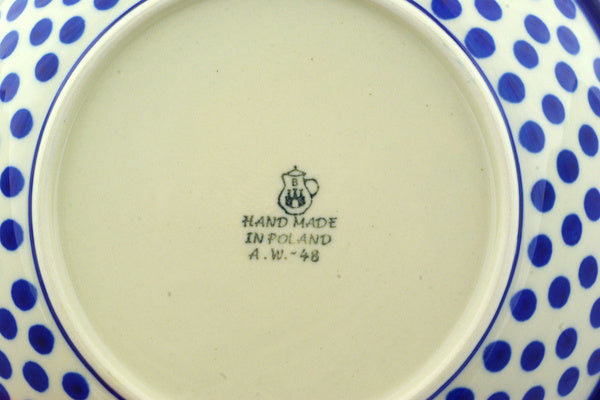 B
HAND MADE
IN POLAND
A.W.-48